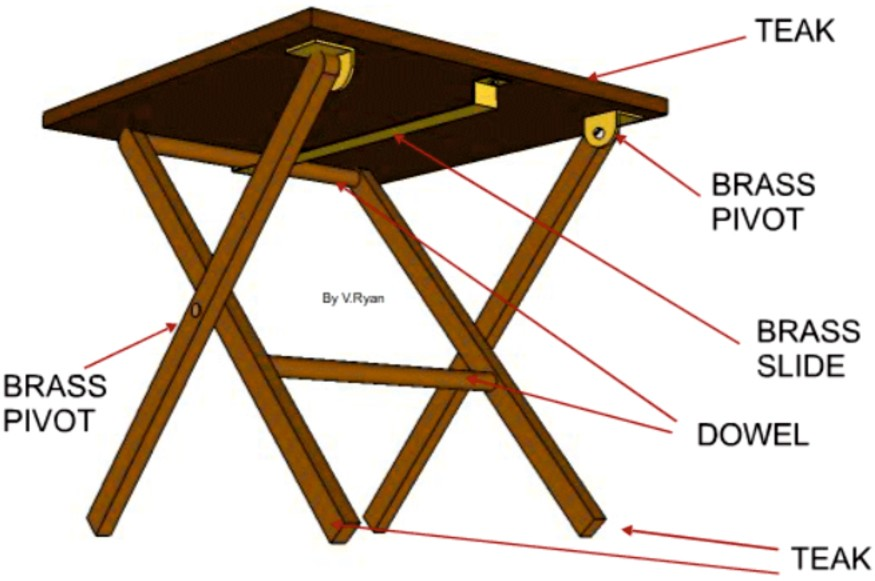 TEAK
BRASS
PIVOT
By V.Ryan
BRASS
SLIDE
BRASS
PIVOT
DOWEL
TEAK